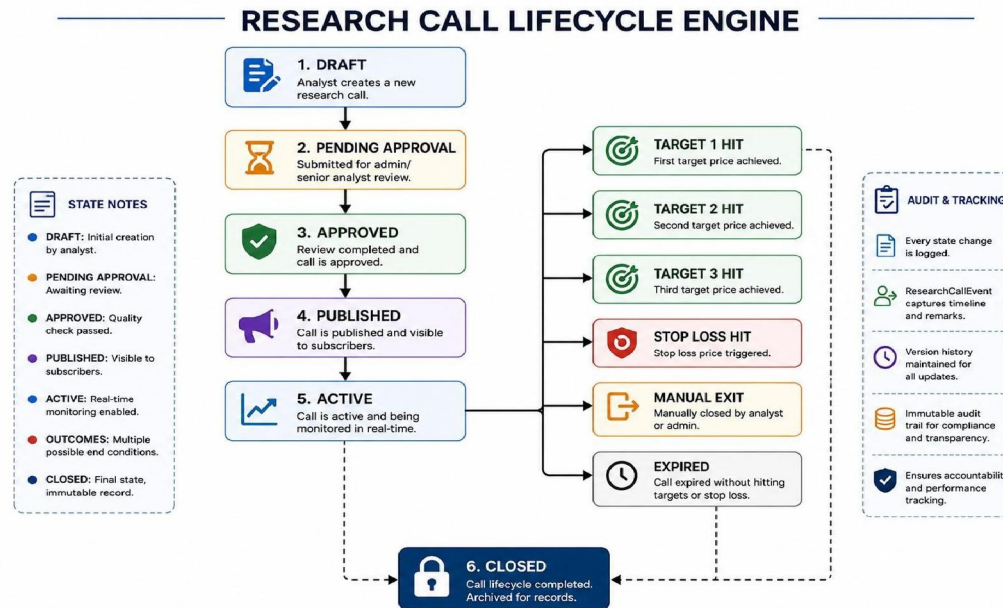 RESEARCH CALL LIFECYCLE ENGINE
1. DRAFT
Analyst creates a new
research call.
2. PENDING APPROVAL
Submitted for admin/
senior analyst review.
3. APPROVED
Review completed and
call is approved.
4. PUBLISHED
Call is published and visible
to subscribers.
5. ACTIVE
Call is active and being
monitored in real-time.
TARGET 1 HIT
First target price achieved.
TARGET 2 HIT
Second target price achieved.
TARGET 3 HIT
Third target price achieved.
STOP LOSS HIT
Stop loss price triggered.
MANUAL EXIT
Manually closed by analyst
or admin.
EXPIRED
Call expired without hitting
targets or stop loss.
6. CLOSED
Call lifecycle completed.
Archived for records.
STATE NOTES
DRAFT: Initial creation
by analyst.
PENDING APPROVAL:
Awaiting review.
APPROVED: Quality
check passed.
PUBLISHED: Visible to
subscribers.
ACTIVE: Real-time
monitoring enabled.
OUTCOMES: Multiple
possible end conditions.
CLOSED: Final state,
immutable record.
AUDIT & TRACKING
Every state change
is logged.
ResearchCallEvent
captures timeline
and remarks.
Version history
maintained for
all updates.
Immutable audit
trail for compliance
and transparency.
Ensures accountabilit
and performance
tracking.